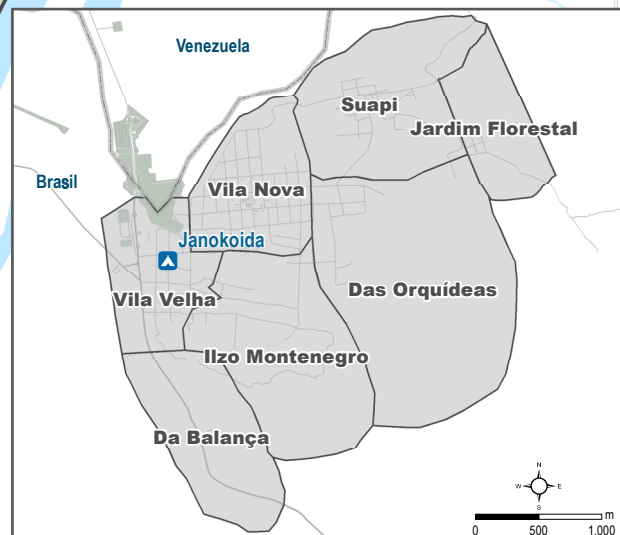 Venezuela
Suapi
Jardim Florestal
Brasil
Vila Nova
Janokoida
Vila Velha
Das Orquídeas
Ilzo Montenegro
Da Balança
N
W E
S
m
0 500 1.000